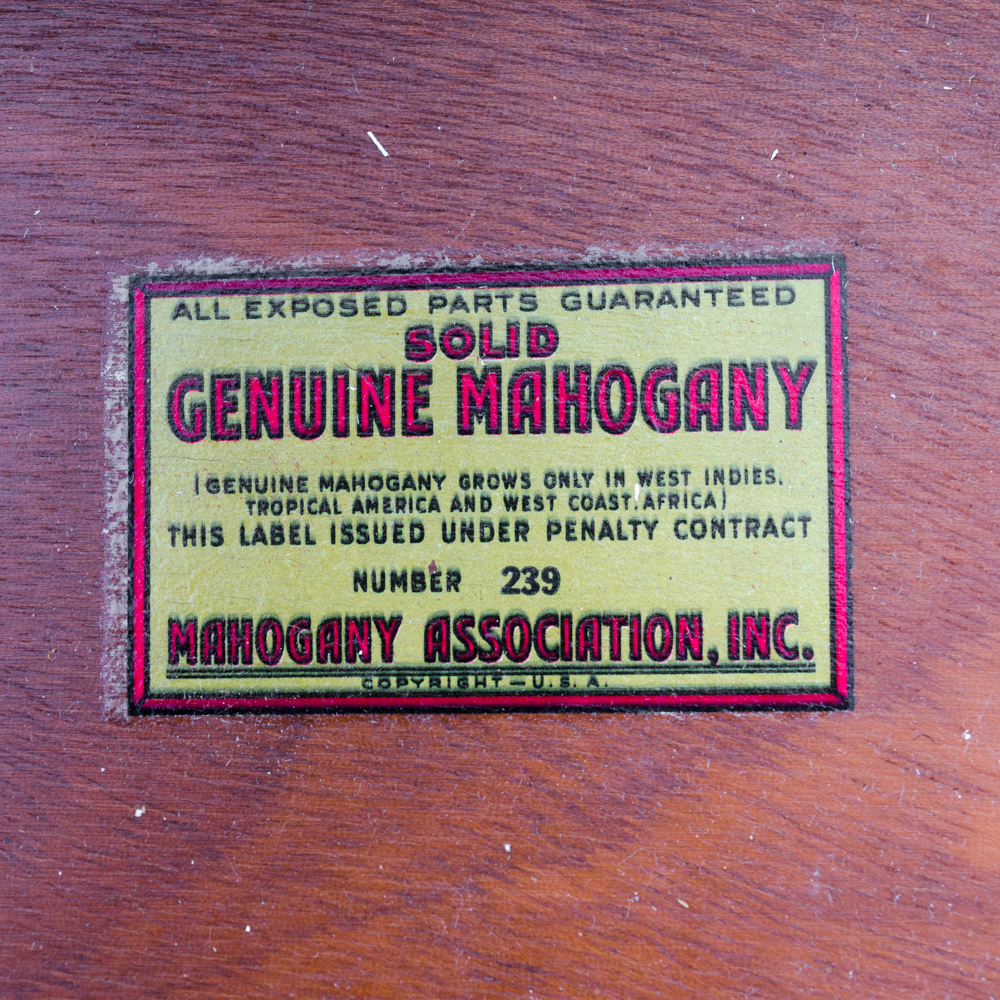 ALL EXPOSED PARTS GUARANTEED
SOLID
GENUINE MAHOGANY
(GENUINE MAHOGANY GROWS ONLY IN WEST INDIES,
TROPICAL AMERICA AND WEST COAST, AFRICA)
THIS LABEL ISSUED UNDER PENALTY CONTRACT
NUMBER 239
MAHOGANY ASSOCIATION, INC.
COPYRIGHT—U.S.A.